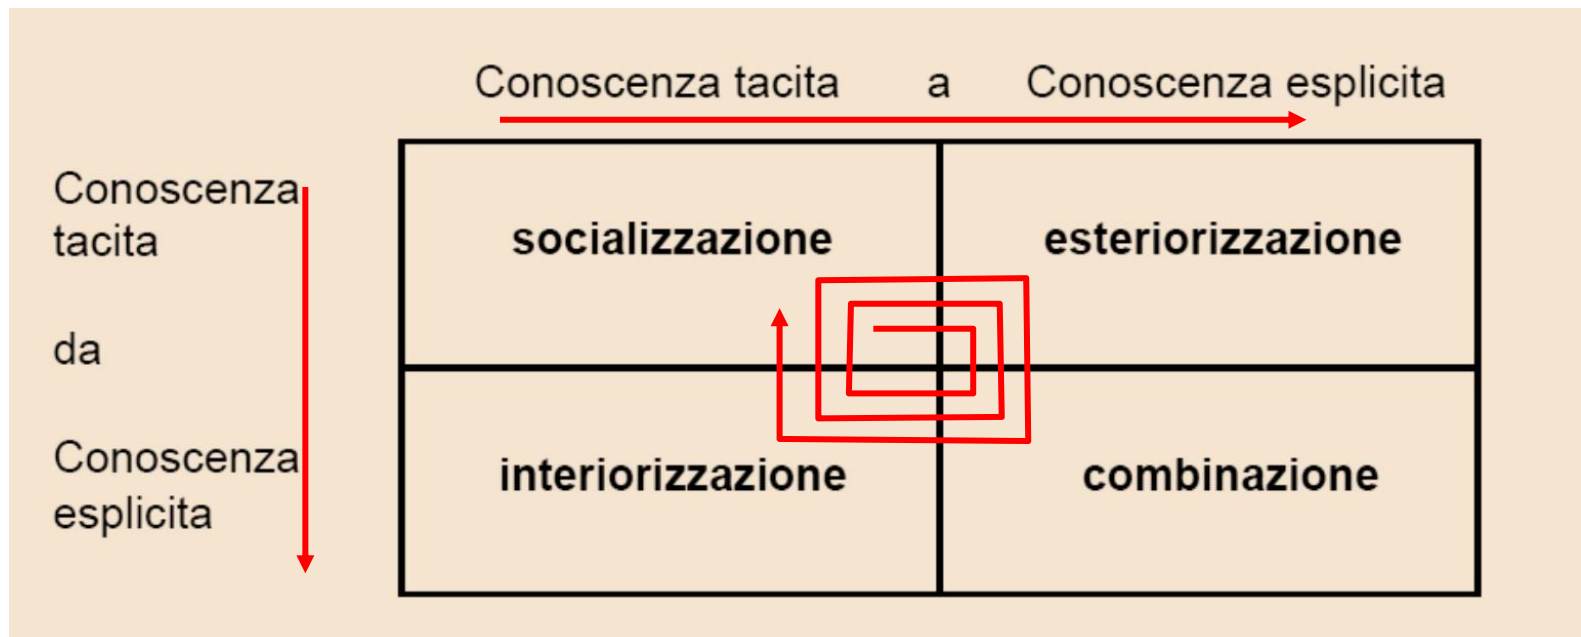 Conoscenza tacita a Conoscenza esplicita
Conoscenza
tacita
da
Conoscenza
esplicita
socializzazione esteriorizzazione
interiorizzazione combinazione